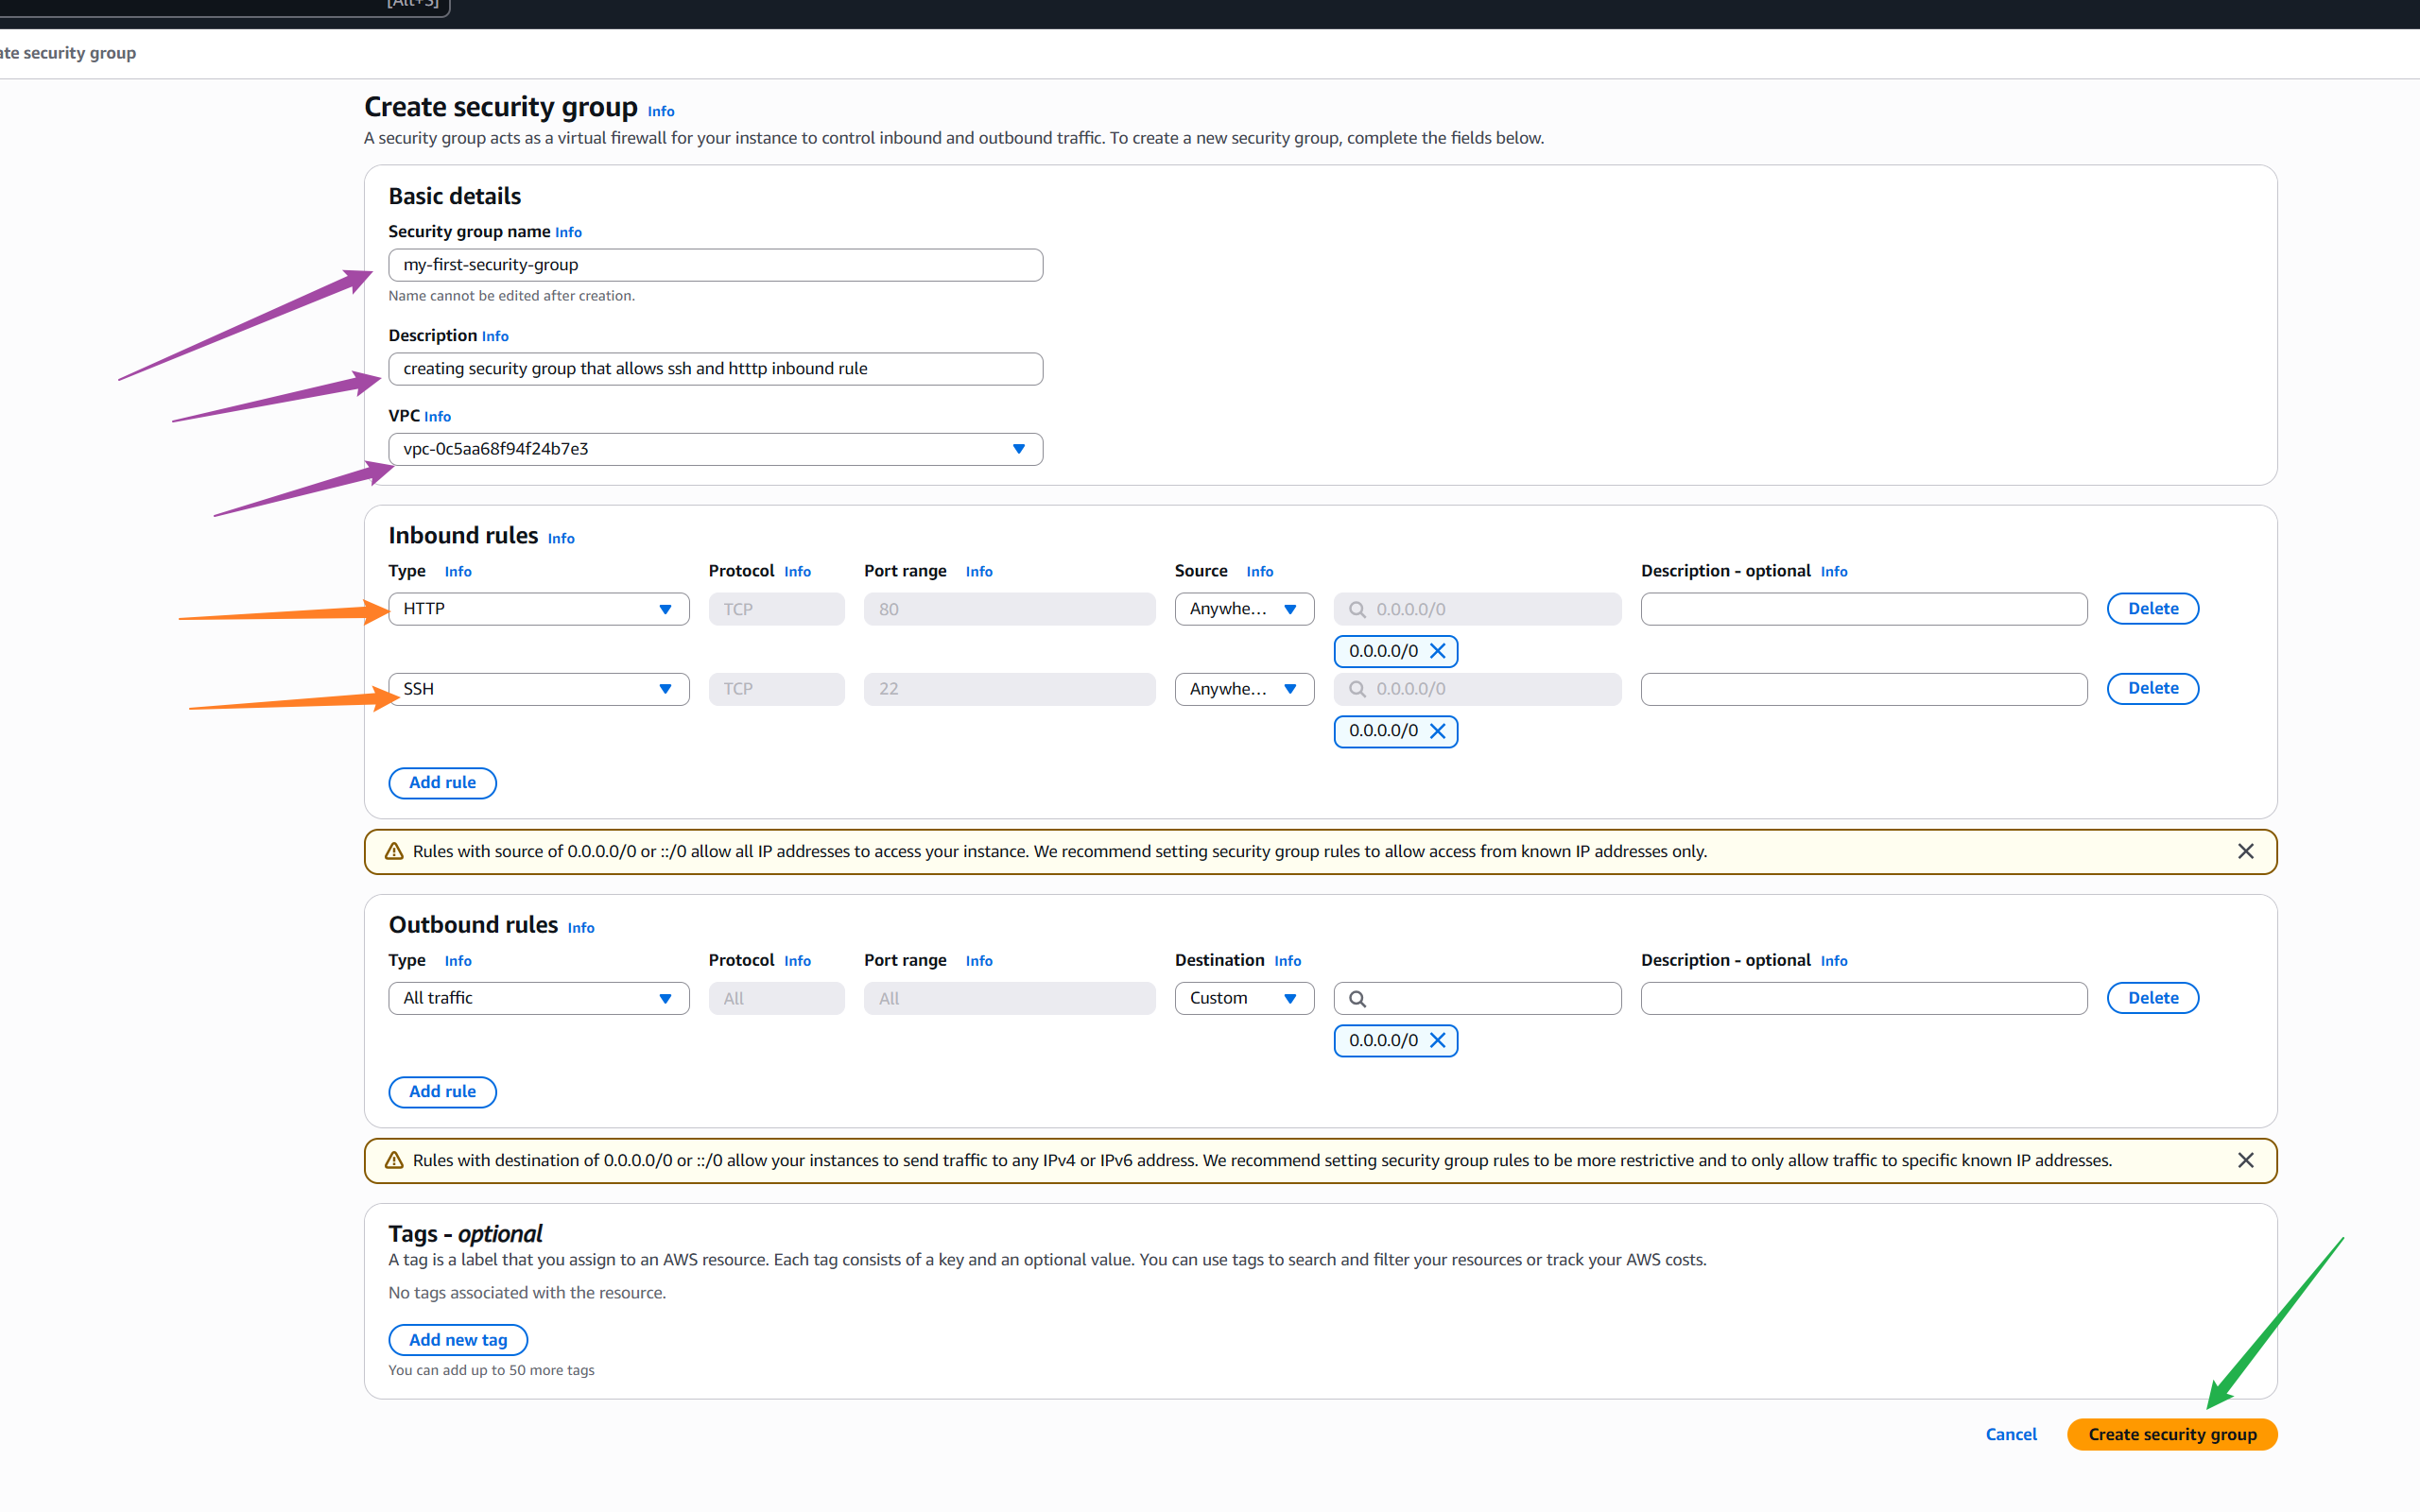 [Alt+S]
ate security group
Create security group Info
A security group acts as a virtual firewall for your instance to control inbound and outbound traffic. To create a new security group, complete the fields below.
Basic details
Security group name Info
my-first-security-group
Name cannot be edited after creation.
Description Info
creating security group that allows ssh and htttp inbound rule
VPC Info
vpc-0c5aa68f94f24b7e3
Inbound rules Info
Type Info Protocol Info Port range Info Source Info Description - optional Info
HTTP TCP 80 Anywhe... 0.0.0.0/0 Delete
0.0.0.0/0
SSH TCP 22 Anywhe... 0.0.0.0/0 Delete
0.0.0.0/0
Add rule
Rules with source of 0.0.0.0/0 or ::/0 allow all IP addresses to access your instance. We recommend setting security group rules to allow access from known IP addresses only.
Outbound rules Info
Type Info Protocol Info Port range Info Destination Info Description - optional Info
All traffic All All Custom Delete
0.0.0.0/0
Add rule
Rules with destination of 0.0.0.0/0 or ::/0 allow your instances to send traffic to any IPv4 or IPv6 address. We recommend setting security group rules to be more restrictive and to only allow traffic to specific known IP addresses.
Tags - optional
A tag is a label that you assign to an AWS resource. Each tag consists of a key and an optional value. You can use tags to search and filter your resources or track your AWS costs.
No tags associated with the resource.
Add new tag
You can add up to 50 more tags
Cancel Create security group